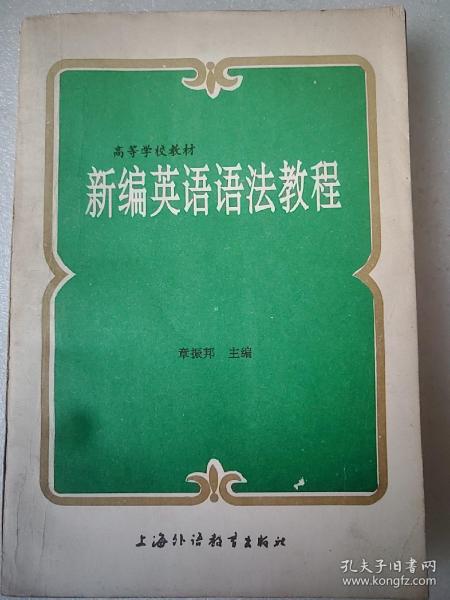 高等学校教材
新编英语语法教程
章振邦 主编
上海外语教育出版社
孔夫子旧书网
www.kongfz.com